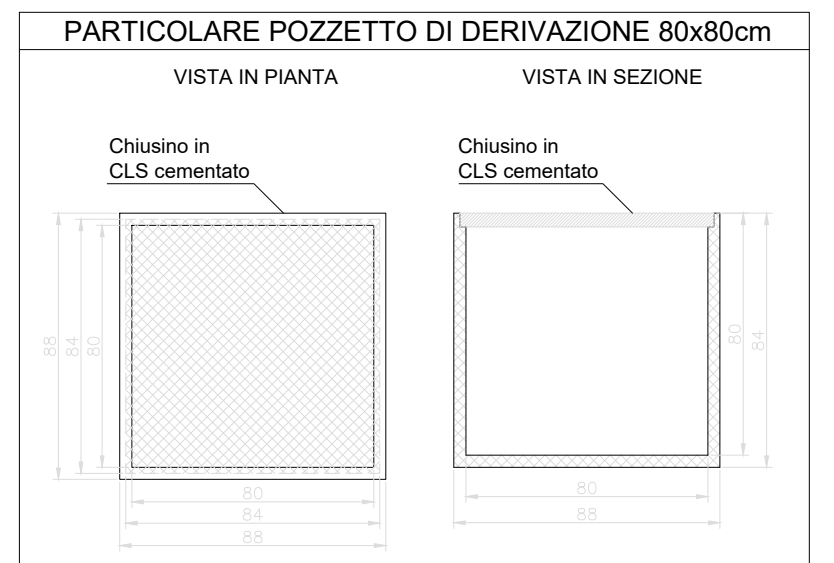 PARTICOLARE POZZETTO DI DERIVAZIONE 80x80cm
VISTA IN PIANTA
VISTA IN SEZIONE
Chiusino in
CLS cementato
Chiusino in
CLS cementato
88
84
80
80
84
88
80
84
80
88